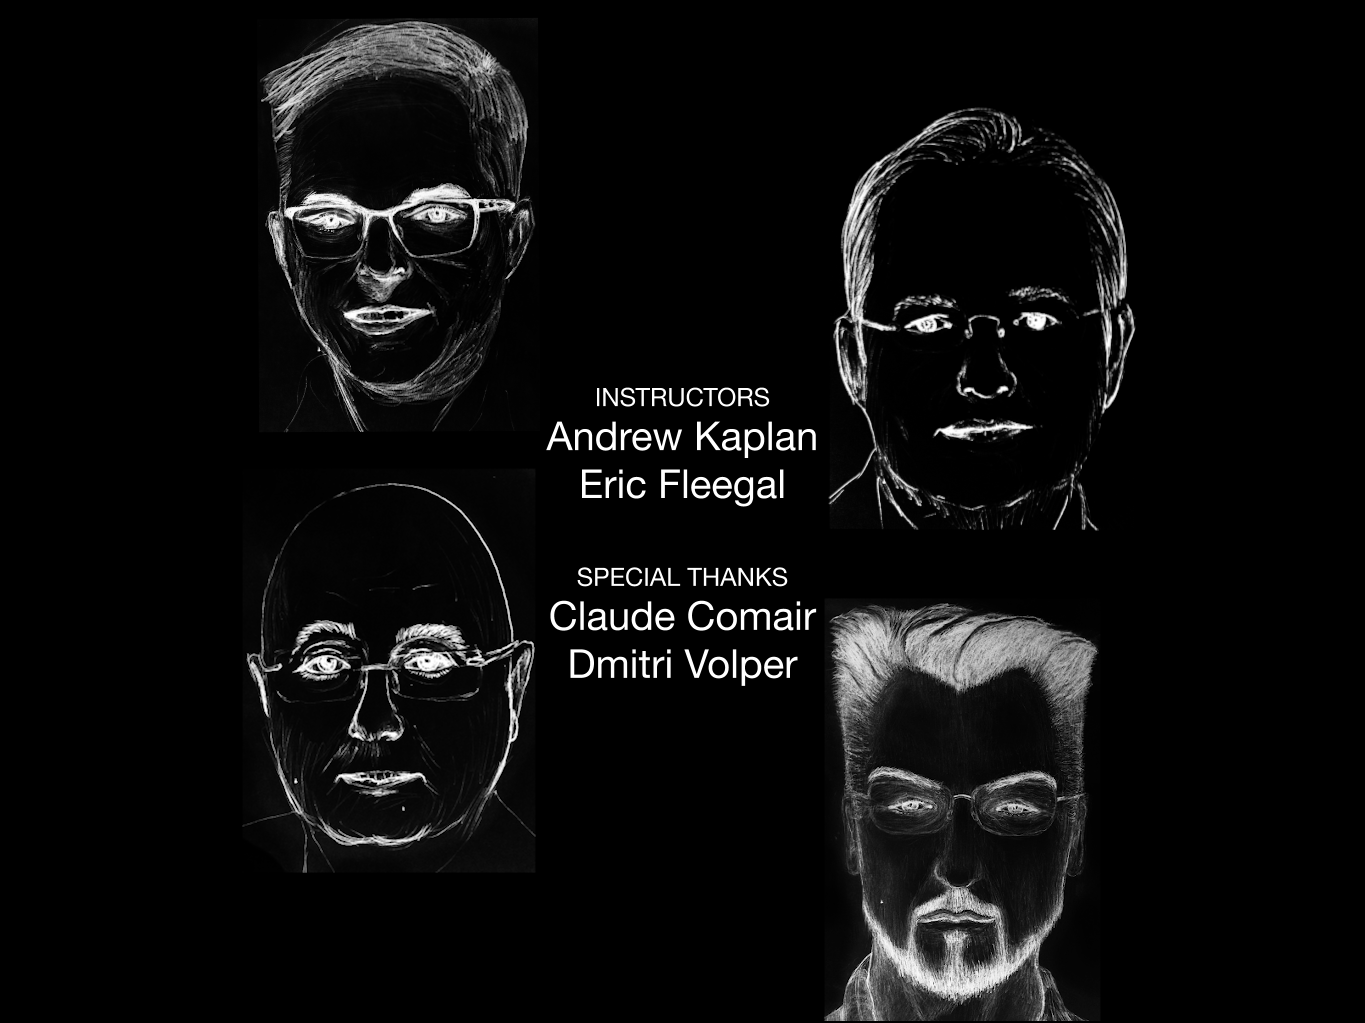 INSTRUCTORS
Andrew Kaplan
Eric Fleegal
SPECIAL THANKS
Claude Comair
Dmitri Volper